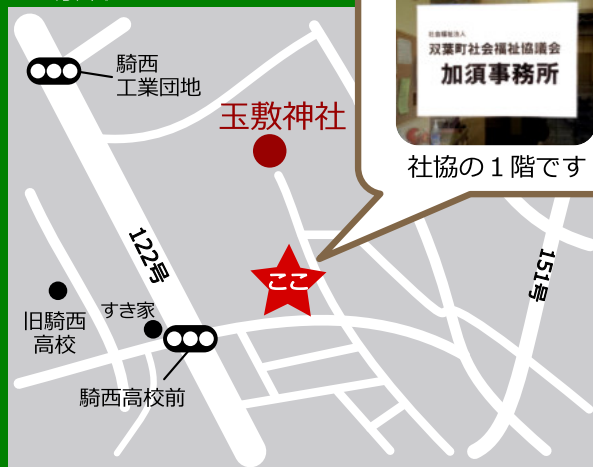 社会福祉法人
双葉町社会福祉協議会
加須事務所
社協の１階です
騎西
工業団地
玉敷神社
122号
151号
ここ
旧騎西
高校
すき家
騎西高校前